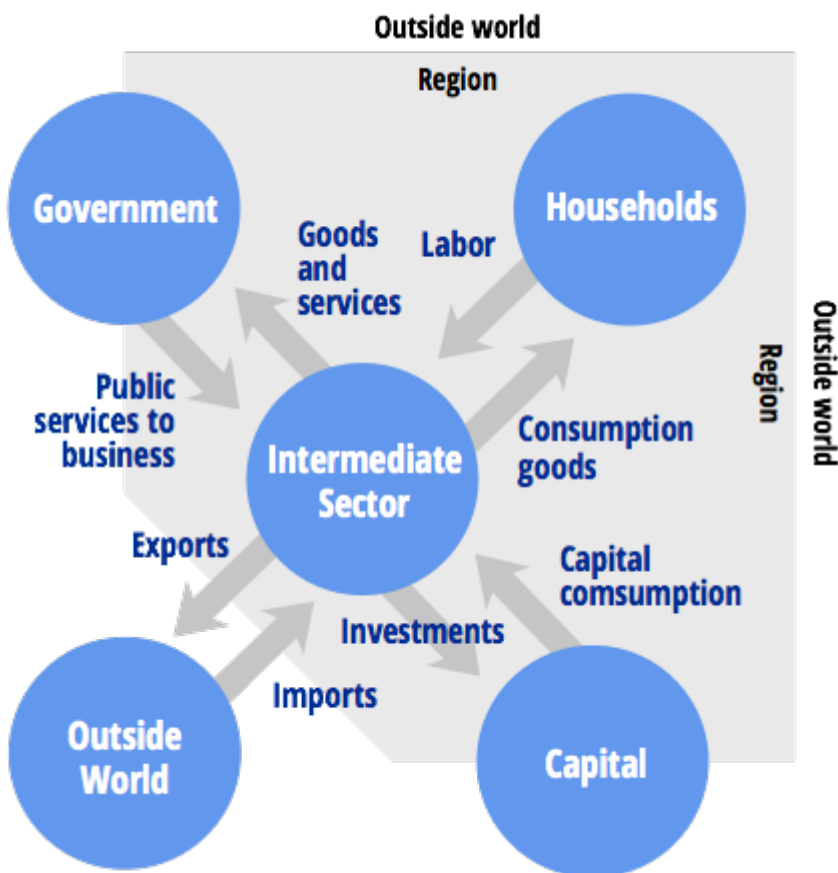 Outside world
Region
Government
Households
Goods
and
services
Labor
Outside world
Region
Public
services to
business
Consumption
goods
Intermediate
Sector
Exports
Capital
comsumption
Investments
Imports
Outside
World
Capital